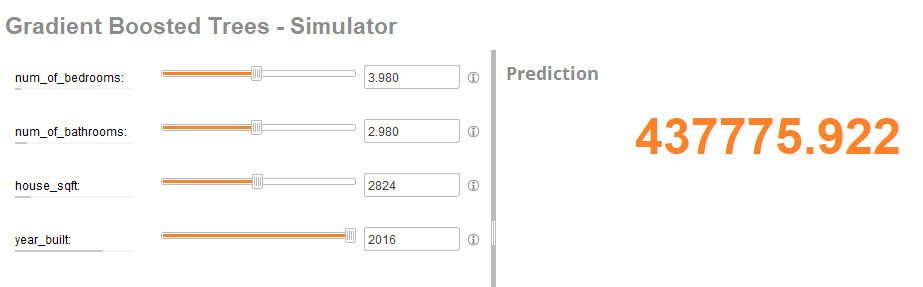 Gradient Boosted Trees - Simulator
num_of_bedrooms:
3.980
num_of_bathrooms:
2.980
house_sqft:
2824
year_built:
2016
Prediction
437775.922